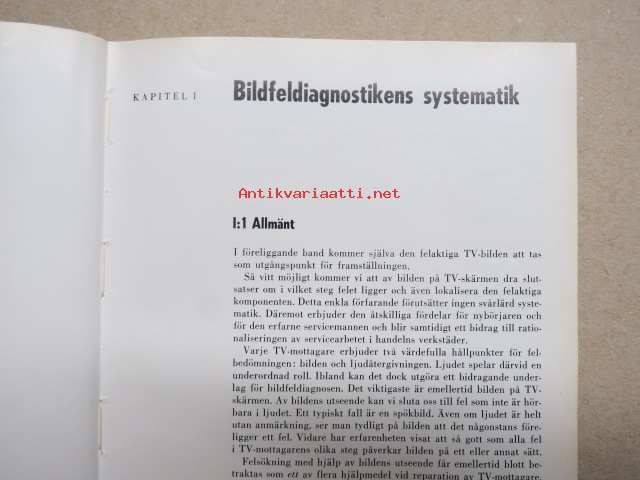 KAPITEL I
Bildfeldiagnostikens systematik
Antikvariaatti.net
I:1 Allmänt
I föreliggande band kommer själva den felaktiga TV-bilden att tas
som utgångspunkt för framställningen.
Så vitt möjligt kommer vi att av bilden på TV-skärmen dra slut-
satser om i vilket steg felet ligger och även lokalisera den felaktiga
komponenten. Detta enkla förfarande förutsätter ingen svårlärd syste-
matik. Däremot erbjuder den åtskilliga fördelar för nybörjaren och
för den erfarne servicemannen och blir samtidigt ett bidrag till ratio-
naliseringen av servicearbetet i handelns verkstäder.
Varje TV-mottagare erbjuder två värdefulla hållpunkter för fel-
bedömningen: bilden och ljudåtergivningen. Ljudet spelar därvid en
underordnad roll. Ibland kan det dock utgöra ett bidragande under-
lag för bildfeldiagnosen. Det viktigaste är emellertid bilden på TV-
skärmen. Av bildens utseende kan vi sluta oss till fel som inte är hör-
bara i ljudet. Ett typiskt fall är en spökbild. Även om ljudet är helt
utan anmärkning, ser man tydligt på bilden att det någonstans före-
ligger ett fel. Vidare har erfarenheten visat att så gott som alla fel
i TV-mottagarens olika steg påverkar bilden på ett eller annat sätt.
Felsökning med hjälp av bildens utseende får emellertid blott be-
traktas som ett av flera hjälpmedel vid reparation av TV-mottagare.